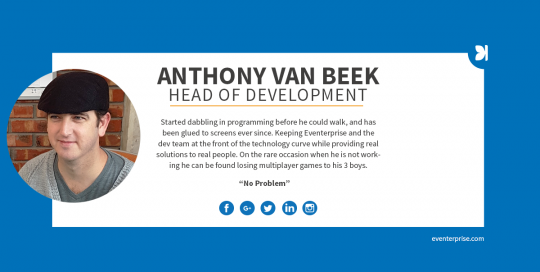 ANTHONY VAN BEEK
HEAD OF DEVELOPMENT
Started dabbling in programming before he could walk, and has
been glued to screens ever since. Keeping Eventerprise and the
dev team at the front of the technology curve while providing real
solutions to real people. On the rare occasion when he is not work-
ing he can be found losing multiplayer games to his 3 boys.
“No Problem”
f G+ in
eventerprise.com